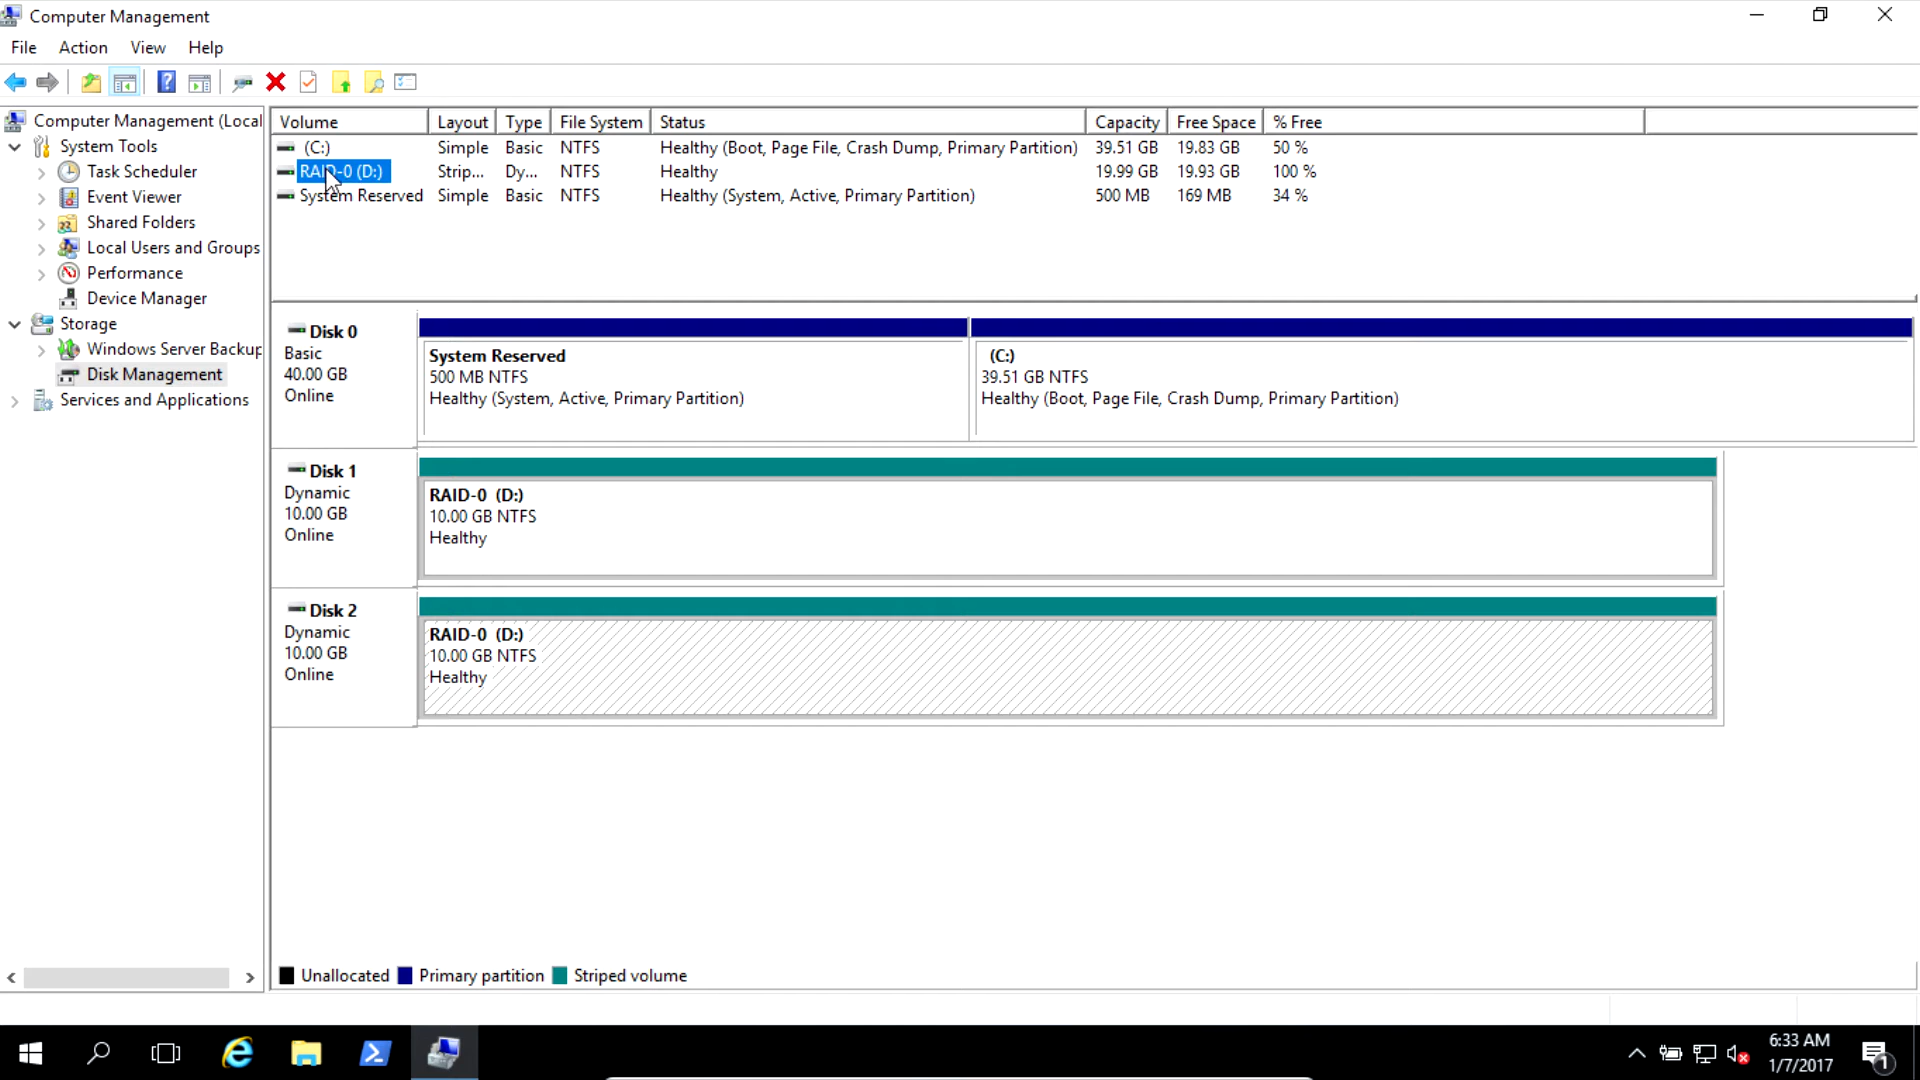 Computer Management
File Action View Help
Computer Management (Local
System Tools
Task Scheduler
Event Viewer
Shared Folders
Local Users and Groups
Performance
Device Manager
Storage
Windows Server Backup
Disk Management
Services and Applications
Volume Layout Type File System Status Capacity Free Space % Free
(C:) Simple Basic NTFS Healthy (Boot, Page File, Crash Dump, Primary Partition) 39.51 GB 19.83 GB 50 %
RAID-0 (D:) Strip... Dy... NTFS Healthy 19.99 GB 19.93 GB 100 %
System Reserved Simple Basic NTFS Healthy (System, Active, Primary Partition) 500 MB 169 MB 34 %
Disk 0
Basic
40.00 GB
Online
System Reserved
500 MB NTFS
Healthy (System, Active, Primary Partition)
(C:)
39.51 GB NTFS
Healthy (Boot, Page File, Crash Dump, Primary Partition)
Disk 1
Dynamic
10.00 GB
Online
RAID-0 (D:)
10.00 GB NTFS
Healthy
Disk 2
Dynamic
10.00 GB
Online
RAID-0 (D:)
10.00 GB NTFS
Healthy
Unallocated Primary partition Striped volume
6:33 AM
1/7/2017
1